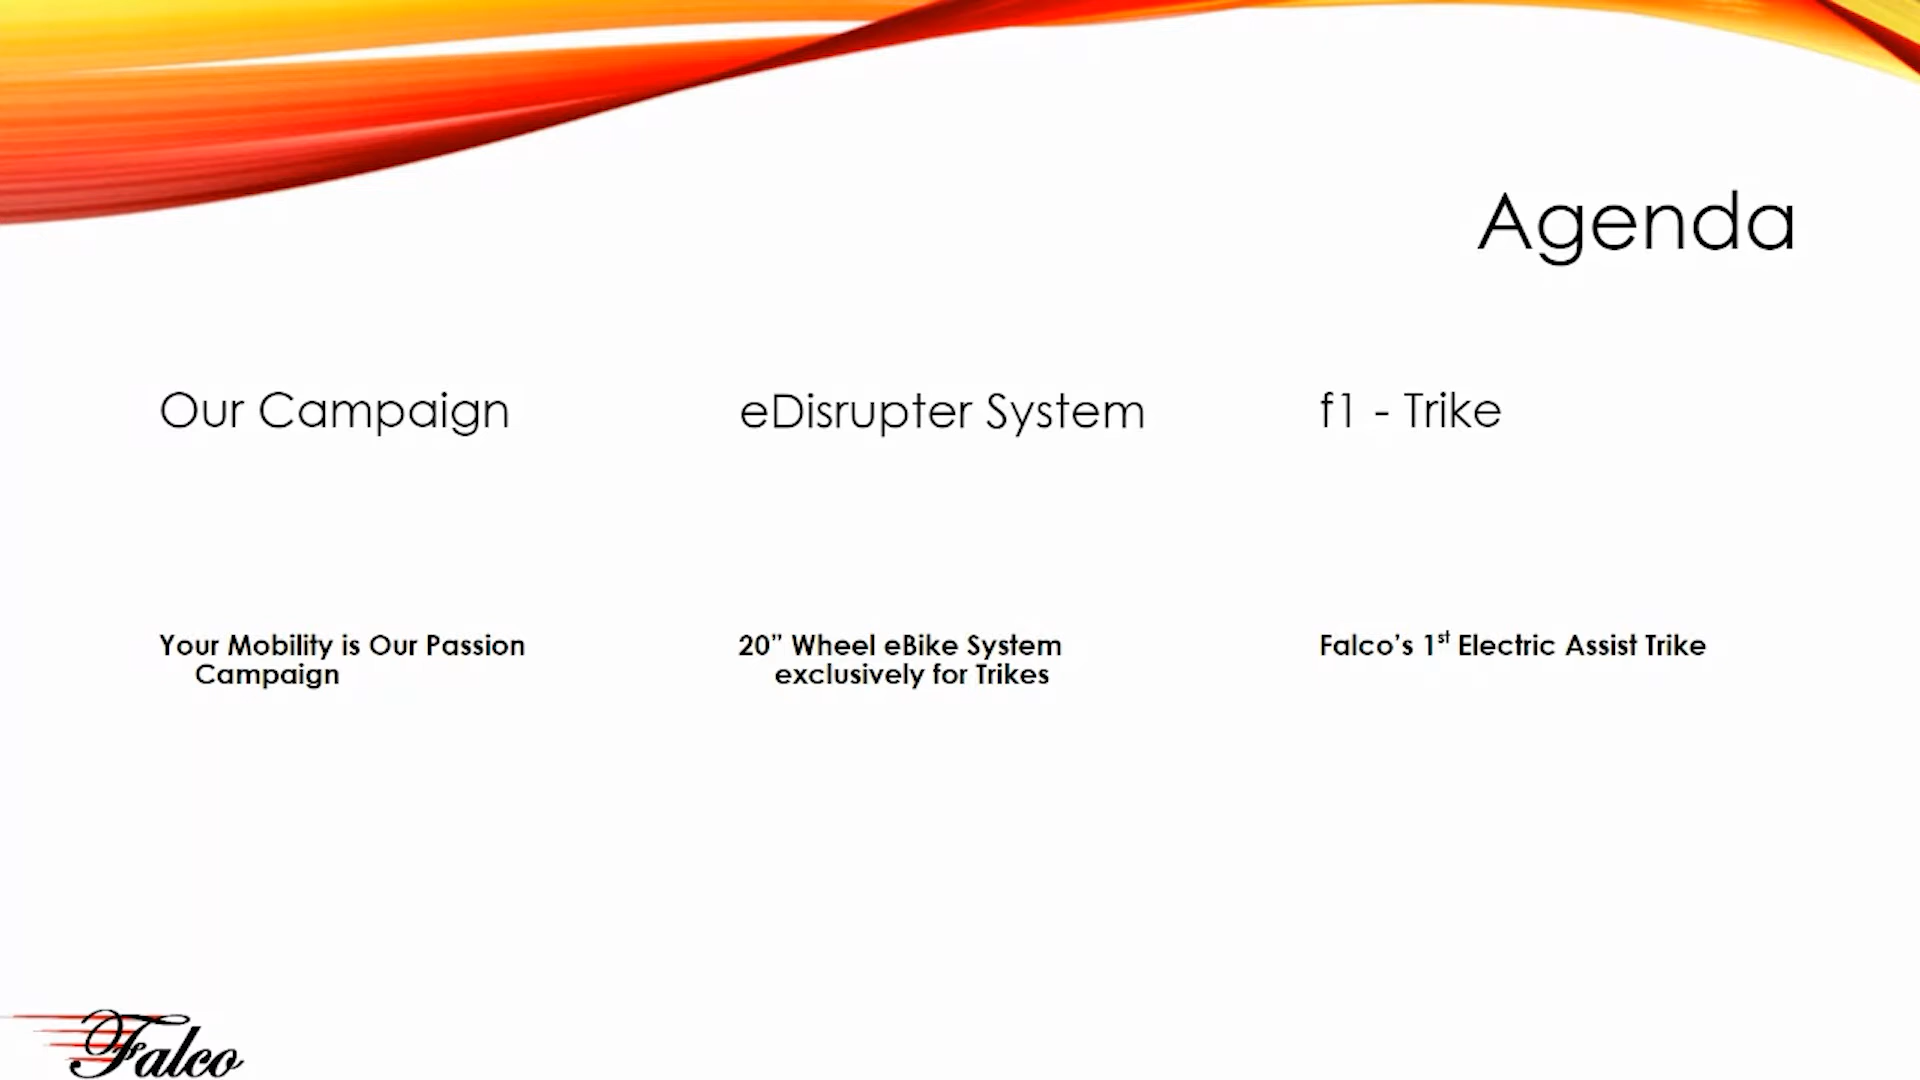 Agenda
Our Campaign
eDisrupter System
f1 - Trike
Your Mobility is Our Passion
Campaign
20” Wheel eBike System
exclusively for Trikes
Falco’s 1st Electric Assist Trike
Falco